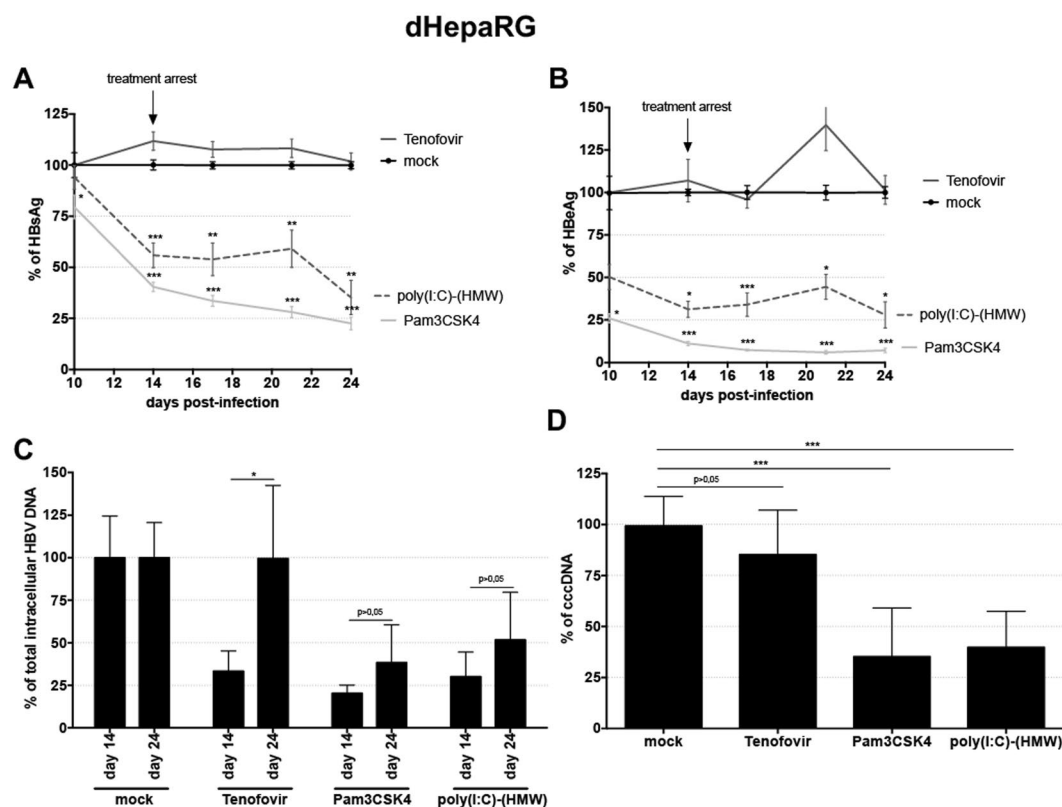 dHepaRG
A
treatment arrest
% of HBsAg
125
100
75
50
25
0
10 12 14 16 18 20 22 24
days post-infection
* *** ** ** **
*** *** *** ***
Tenofovir
mock
poly(I:C)-(HMW)
Pam3CSK4
B
treatment arrest
% of HBeAg
150
125
100
75
50
25
0
10 12 14 16 18 20 22 24
days post-infection
* *** * *
* *** *** *** ***
Tenofovir
mock
poly(I:C)-(HMW)
Pam3CSK4
C
% of total intracellular HBV DNA
150
125
100
75
50
25
0
*
p>0,05
p>0,05
day 14 day 24 day 14 day 24 day 14 day 24 day 14 day 24
mock Tenofovir Pam3CSK4 poly(I:C)-(HMW)
D
% of cccDNA
125
100
75
50
25
0
***
***
p>0,05
mock Tenofovir Pam3CSK4 poly(I:C)-(HMW)